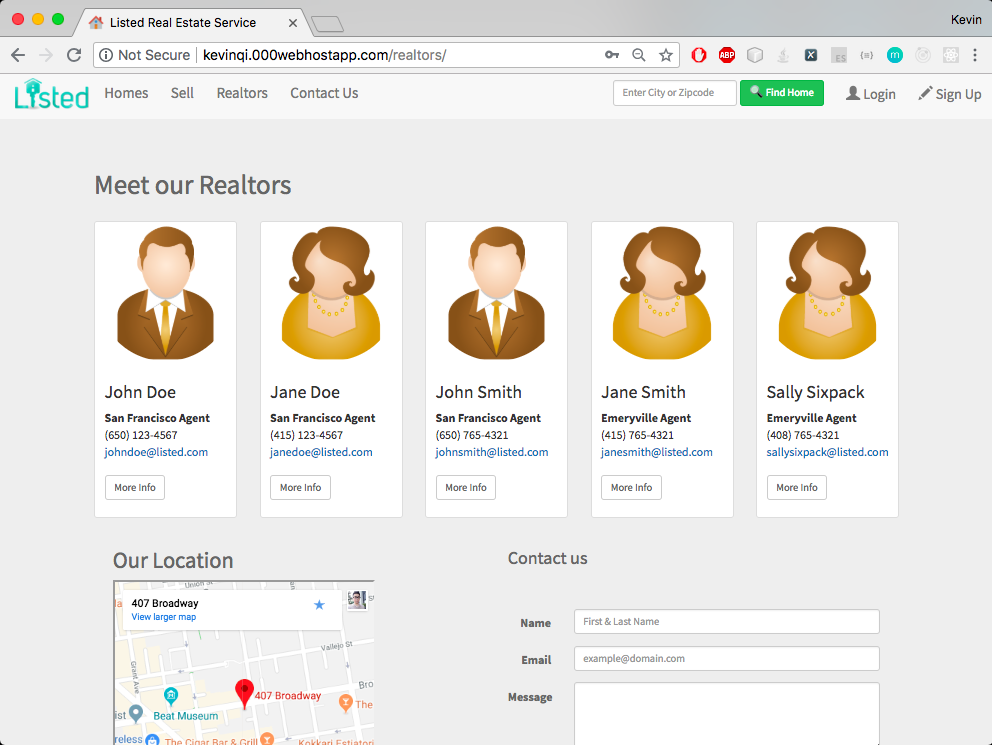 Listed Real Estate Service
Kevin
Not Secure kevinqi.000webhostapp.com/realtors/
ABP
X
ES
{≡}
m
Listed Homes Sell Realtors Contact Us Enter City or Zipcode Find Home Login Sign Up
Meet our Realtors
John Doe
San Francisco Agent
(650) 123-4567
johndoe@listed.com
More Info
Jane Doe
San Francisco Agent
(415) 123-4567
janedoe@listed.com
More Info
John Smith
San Francisco Agent
(650) 765-4321
johnsmith@listed.com
More Info
Jane Smith
Emeryville Agent
(415) 765-4321
janesmith@listed.com
More Info
Sally Sixpack
Emeryville Agent
(408) 765-4321
sallysixpack@listed.com
More Info
Our Location
Union St
407 Broadway
View larger map
Vallejo St
Grant Ave
Bro
407 Broadway
The
ist
Beat Museum
reless
The Cigar Bar & Grill
Kokkari Estiatori
Contact us
Name First & Last Name
Email example@domain.com
Message